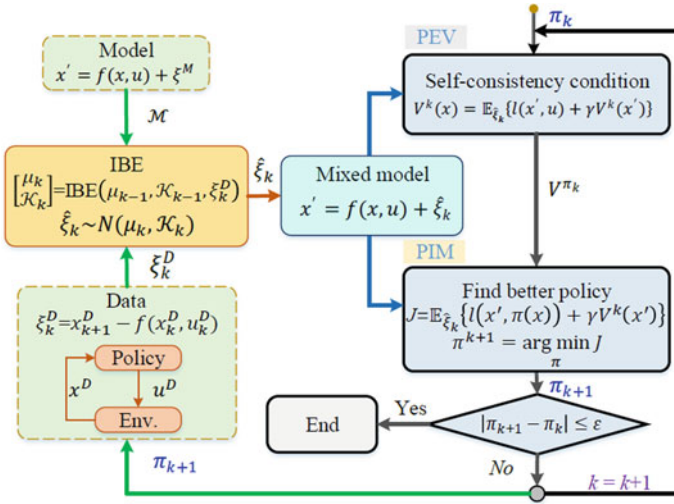 Model
x′ = f(x, u) + ξ^M
ℳ
IBE
[μ_k 𝒦_k]=IBE(μ_{k−1}, 𝒦_{k−1}, ξ_k^D)
ξ̂_k~N(μ_k, 𝒦_k)
ξ_k^D
Data
ξ_k^D=x_{k+1}^D − f(x_k^D, u_k^D)
Policy
x^D
u^D
Env.
π_{k+1}
ξ̂_k
Mixed model
x′ = f(x, u) + ξ̂_k
π_k
PEV
Self-consistency condition
V^k(x) = 𝔼_{ξ̂_k}{l(x′, u) + γV^k(x′)}
V^{π_k}
PIM
Find better policy
J=𝔼_{ξ̂_k}{l(x′, π(x)) + γV^k(x′)}
π^{k+1} = arg min J
π
π_{k+1}
Yes
End
|π_{k+1} − π_k| ≤ ε
No
k = k+1